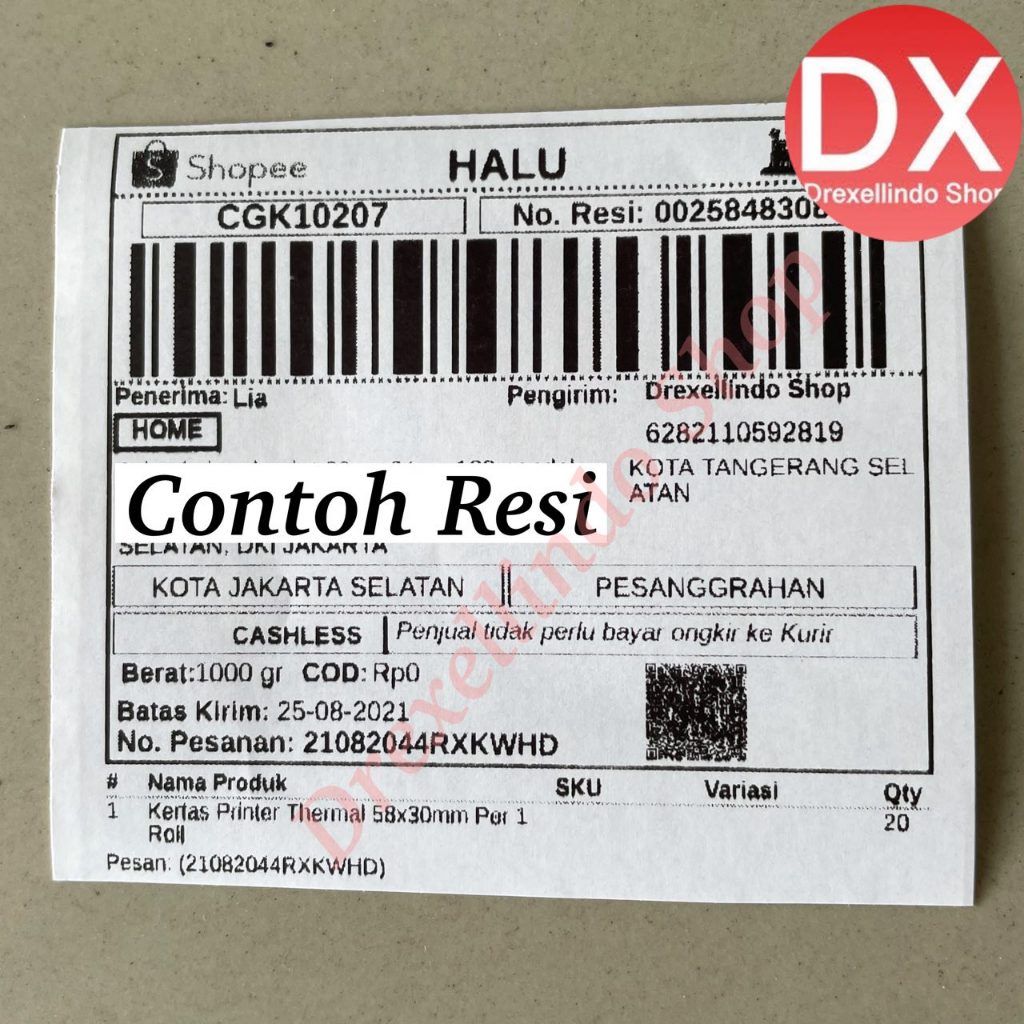 DX
Drexellindo Shop
Shopee
HALU
CGK10207
No. Resi: 0025848308
Penerima: Lia
Pengirim: Drexellindo Shop
HOME
6282110592819
KOTA TANGERANG SEL
ATAN
Contoh Resi
SELATAN, DKI JAKARTA
KOTA JAKARTA SELATAN
PESANGGRAHAN
CASHLESS
Penjual tidak perlu bayar ongkir ke Kurir
Berat:1000 gr COD: Rp0
Batas Kirim: 25-08-2021
No. Pesanan: 21082044RXKWHD
# Nama Produk SKU Variasi Qty
1 Kertas Printer Thermal 58x30mm Per 1 20
Roll
Pesan: (21082044RXKWHD)
Drexellindo Shop